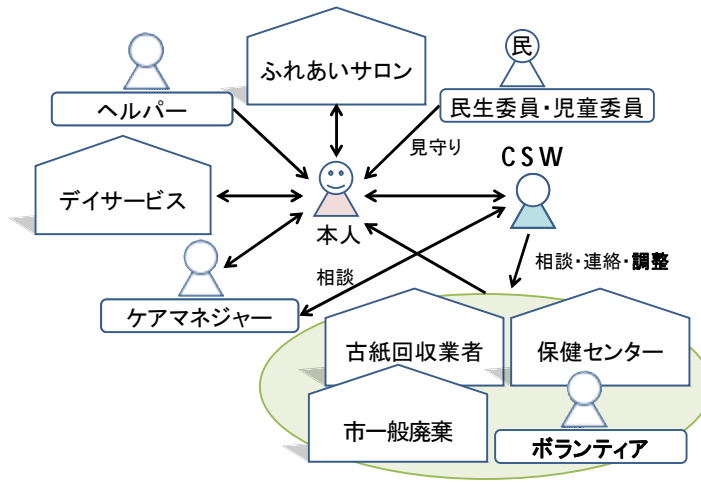 民
ふれあいサロン
ヘルパー
民生委員・児童委員
見守り
CSW
デイサービス
本人
相談
相談・連絡・調整
ケアマネジャー
古紙回収業者
保健センター
市一般廃棄
ボランティア